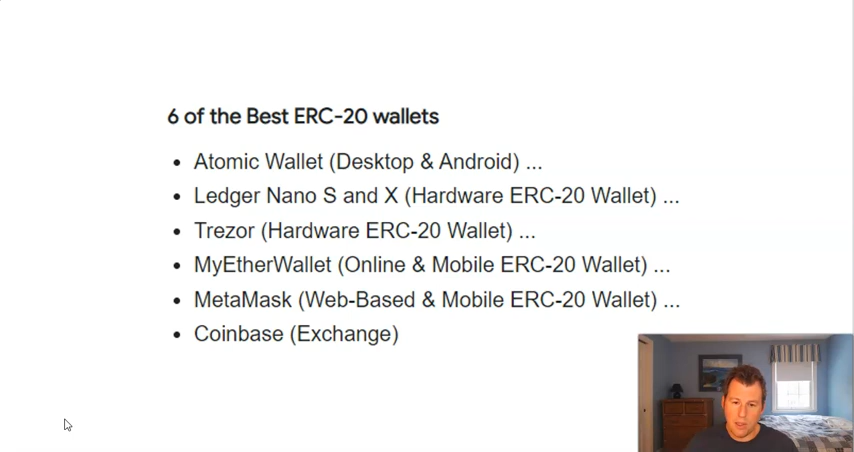 6 of the Best ERC-20 wallets
• Atomic Wallet (Desktop & Android) ...
• Ledger Nano S and X (Hardware ERC-20 Wallet) ...
• Trezor (Hardware ERC-20 Wallet) ...
• MyEtherWallet (Online & Mobile ERC-20 Wallet) ...
• MetaMask (Web-Based & Mobile ERC-20 Wallet) ...
• Coinbase (Exchange)